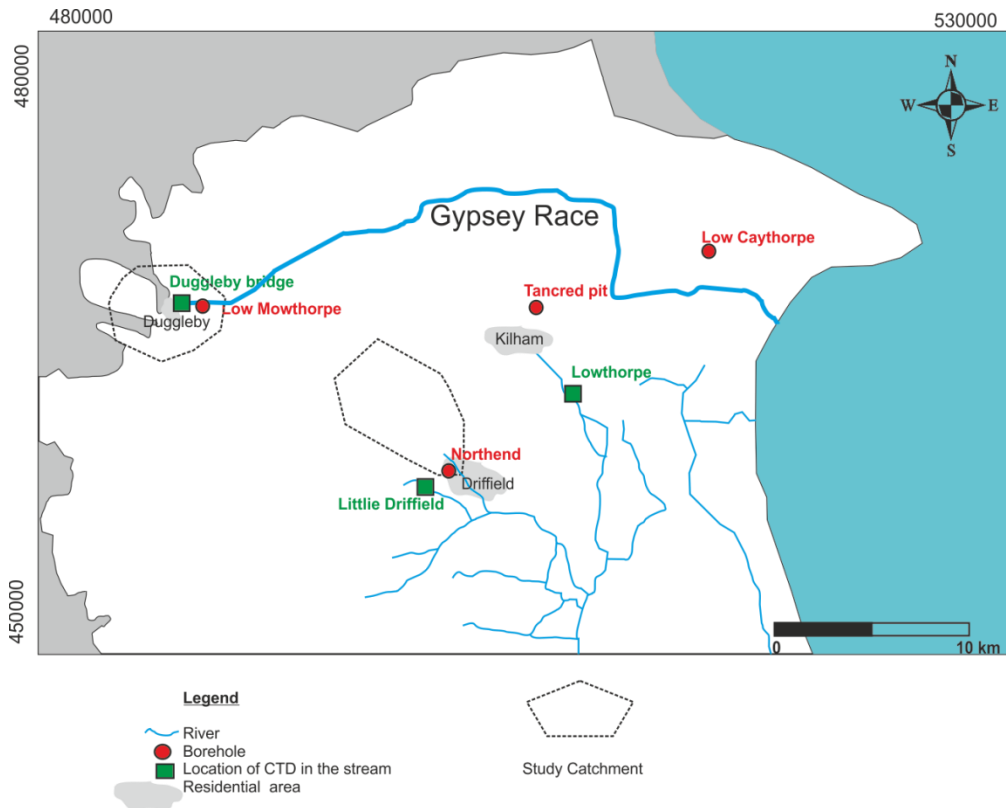 480000
530000
480000
N
W E
S
Gypsey Race
Low Caythorpe
Duggleby bridge
Low Mowthorpe
Duggleby
Tancred pit
Kilham
Lowthorpe
Northend
Driffield
Littlie Driffield
450000
0 10 km
Legend
River
Borehole
Location of CTD in the stream
Residential area
Study Catchment